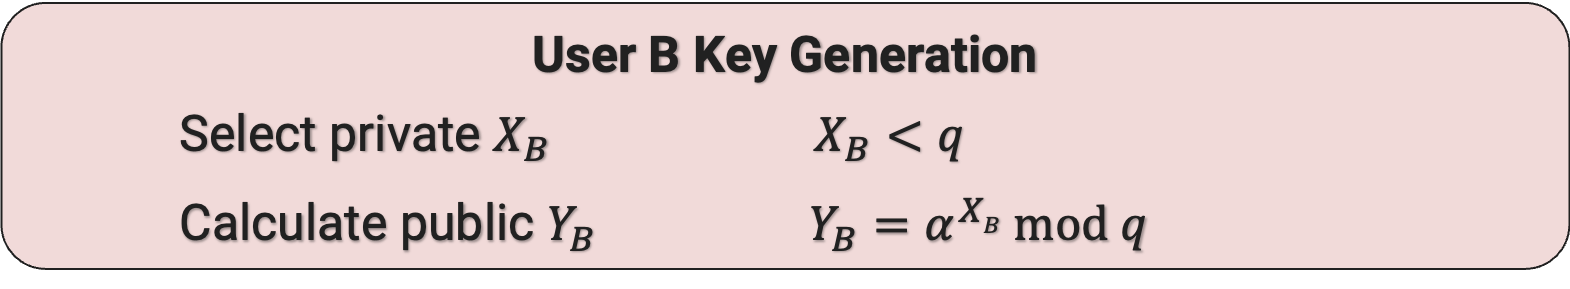 User B Key Generation
Select private X_B X_B < q
Calculate public Y_B Y_B = α^{X_B} mod q